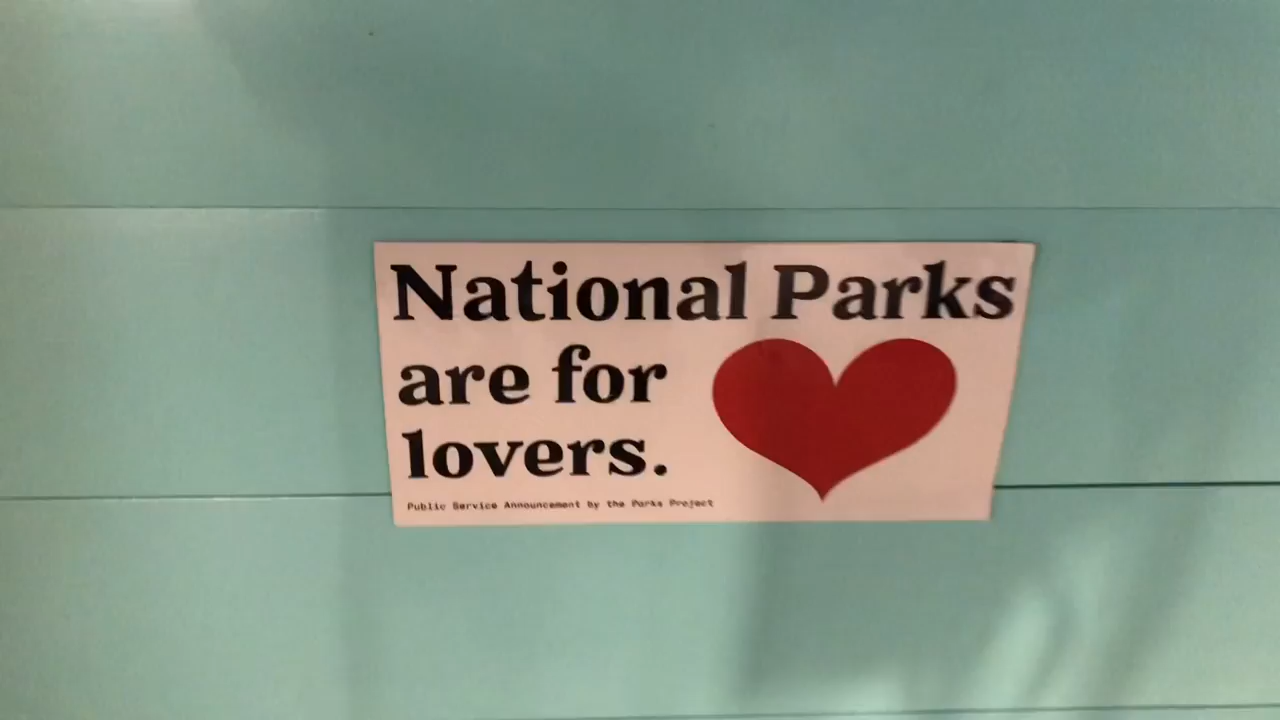 National Parks
are for
lovers.
Public Service Announcement by the Parks Project